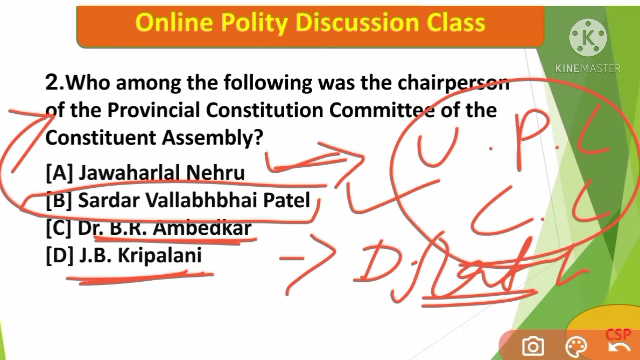 Online Polity Discussion Class
KINEMASTER
2.Who among the following was the chairperson
of the Provincial Constitution Committee of the
Constituent Assembly?
[A] Jawaharlal Nehru
[B] Sardar Vallabhbhai Patel
[C] Dr. B.R. Ambedkar
[D] J.B. Kripalani
U.P.C
C.C
CSP